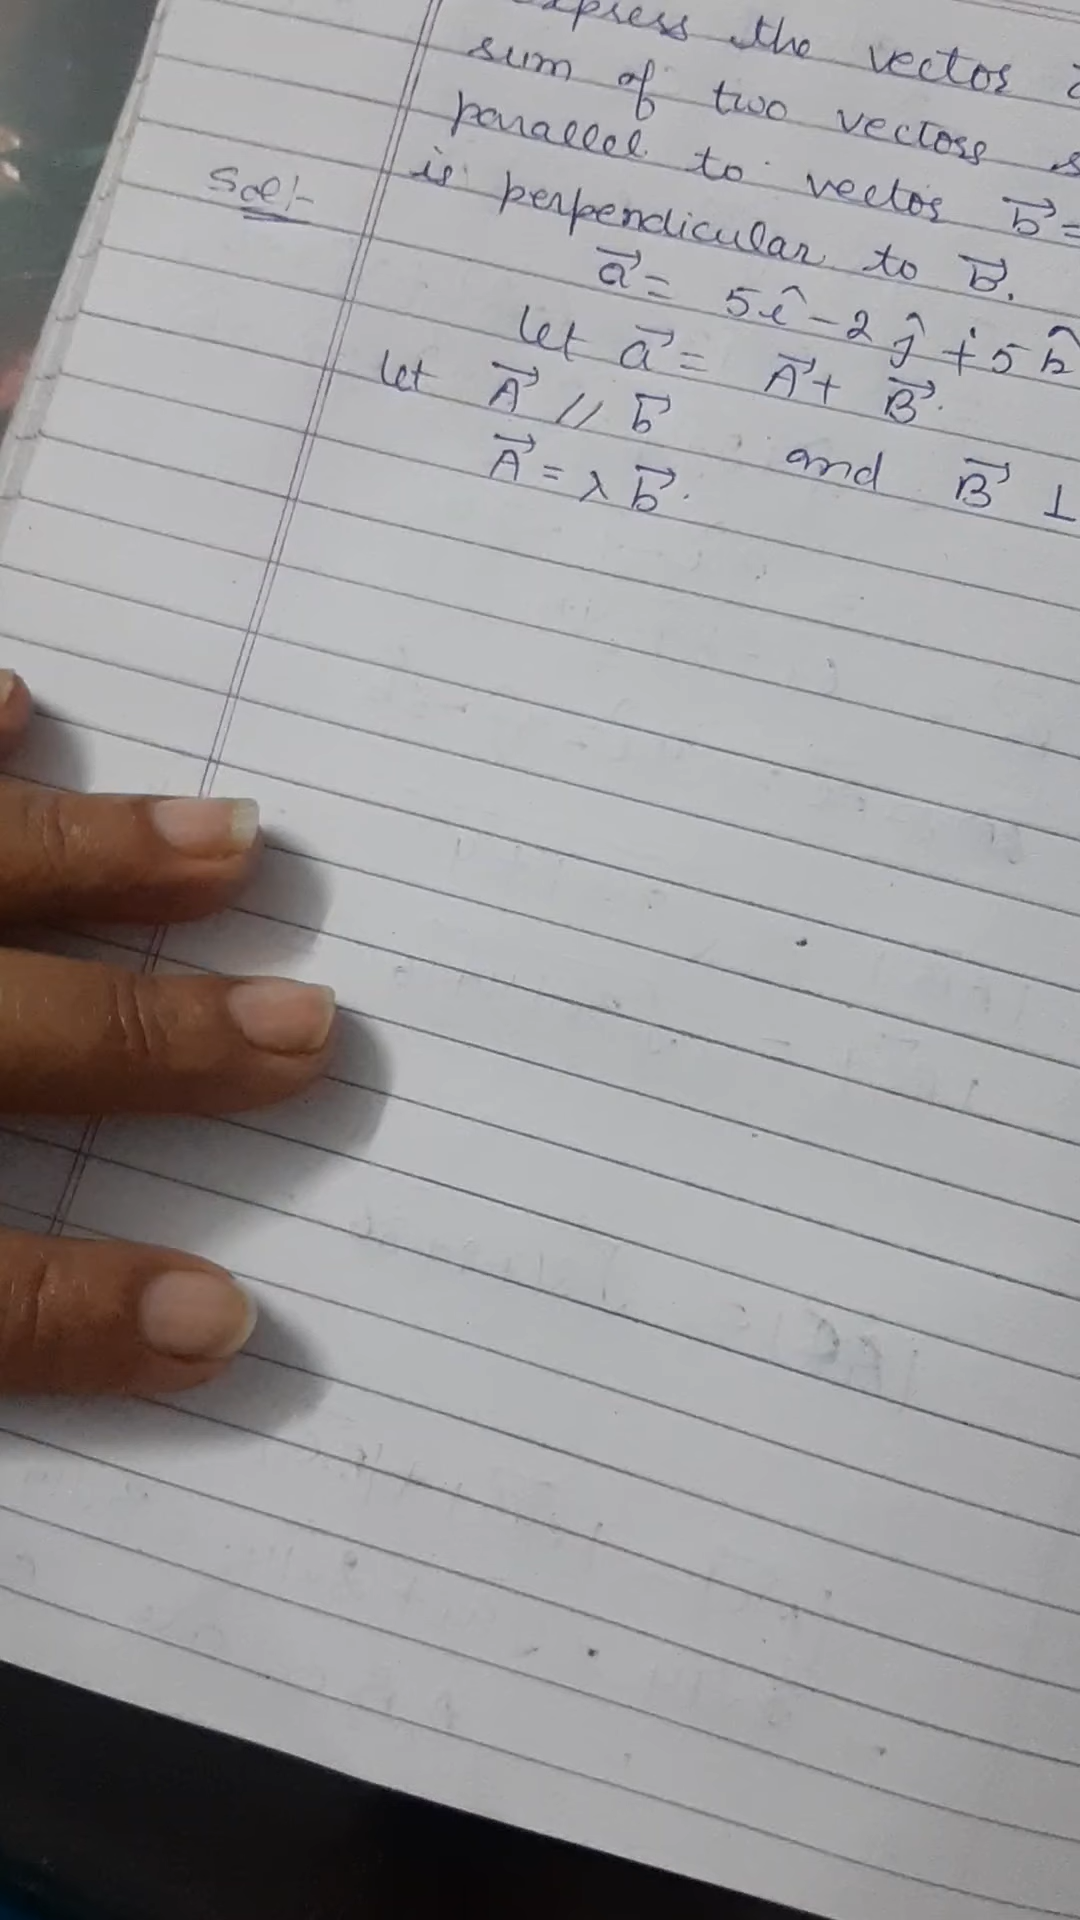 express the vector
sum of two vectors s
parallel to vector b⃗ =
is perpendicular to b⃗.
Sol:-
a⃗ = 5î - 2ĵ + 5k̂
let a⃗ = A⃗ + B⃗.
let A⃗ // b⃗ and B⃗ ⊥
A⃗ = λ b⃗.